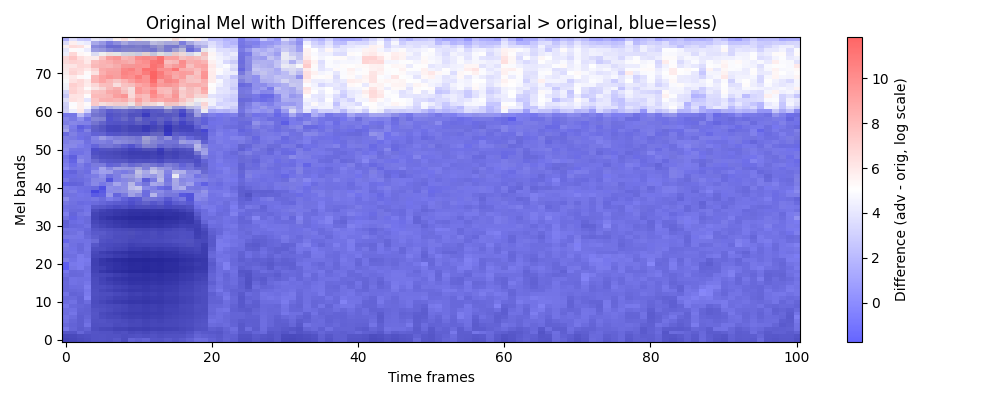 Original Mel with Differences (red=adversarial > original, blue=less)
Mel bands
70
60
50
40
30
20
10
0
0 20 40 60 80 100
Time frames
10
8
6
4
2
0
Difference (adv - orig, log scale)